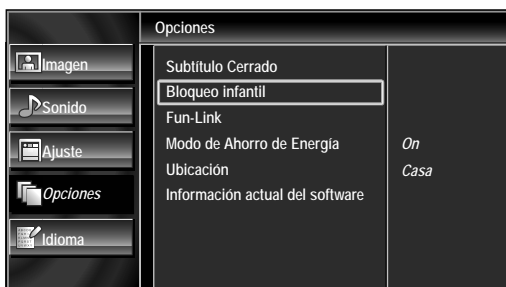 Opciones
Imagen
Sonido
Ajuste
Opciones
Idioma
Subtítulo Cerrado
Bloqueo infantil
Fun-Link
Modo de Ahorro de Energía On
Ubicación Casa
Información actual del software